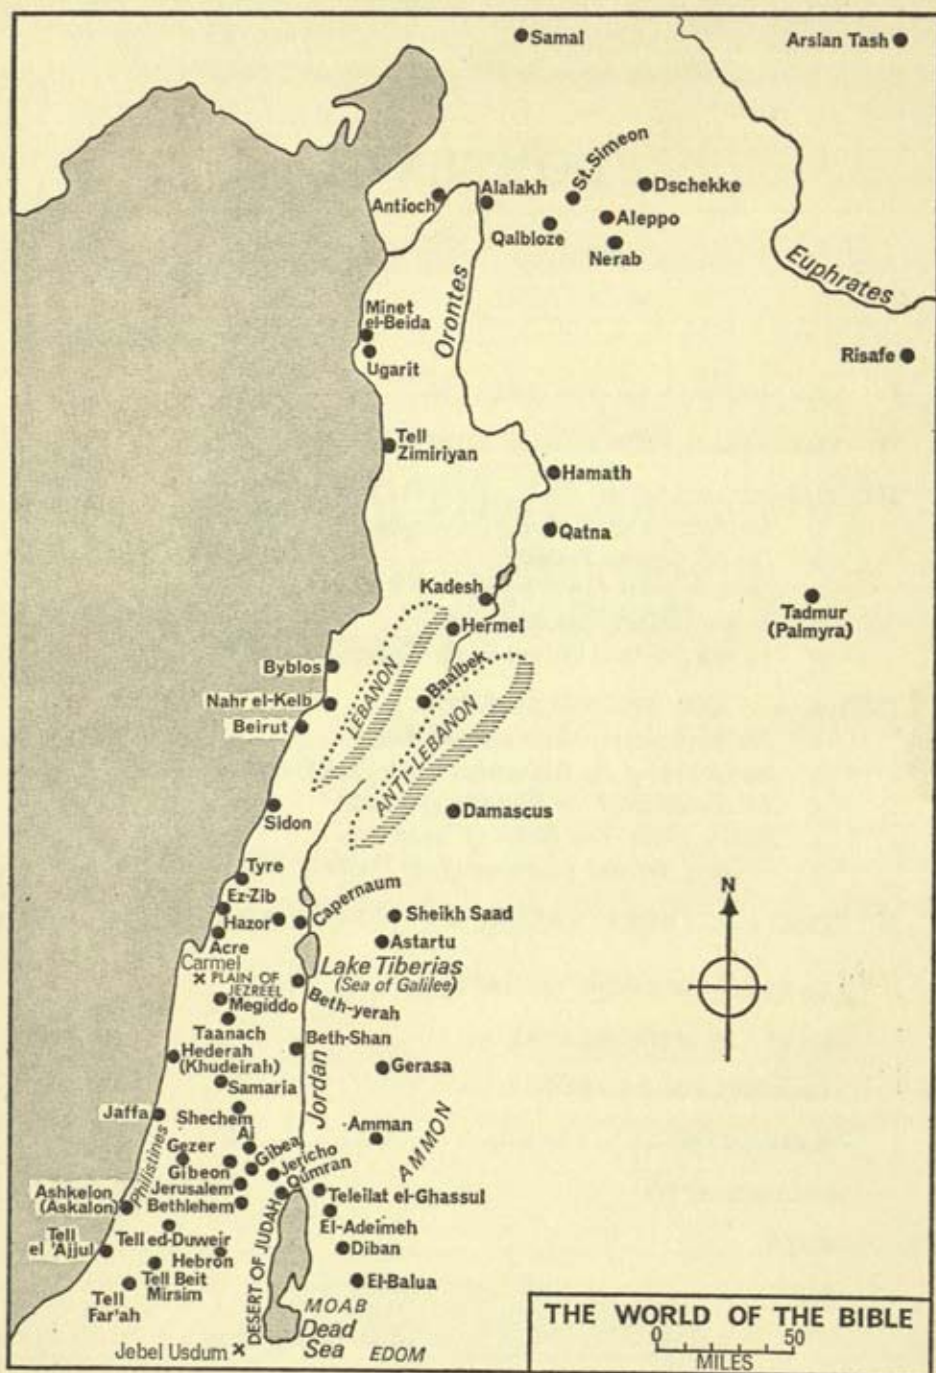 Samal
Arslan Tash
St. Simeon
Dschekke
Antioch
Alalakh
Aleppo
Qalbloze
Nerab
Euphrates
Orontes
Minet
el-Beida
Ugarit
Risafe
Tell
Zimiriyan
Hamath
Qatna
Kadesh
Tadmur
(Palmyra)
Hermel
Byblos
LEBANON
Baalbek
Nahr el-Kelb
Beirut
ANTI-LEBANON
Sidon
Damascus
Tyre
Ez-Zib
Capernaum
Hazor
Sheikh Saad
Acre
Astartu
Carmel
Lake Tiberias
(Sea of Galilee)
PLAIN OF
JEZREEL
Megiddo
Beth-yerah
Taanach
Beth-Shan
Hederah
(Khudeirah)
Gerasa
Samaria
Jordan
Jaffa
Shechem
Ai
Amman
AMMON
Philistines
Gezer
Gibea
Gibeon
Jericho
Qumran
Jerusalem
Teleilat el-Ghassul
Ashkelon
(Askalon)
Bethlehem
El-Adeimeh
Tell
el 'Ajjul
Tell ed-Duweir
DESERT OF JUDAH
Diban
Hebron
Tell Beit
Mirsim
El-Balua
Tell
Far'ah
MOAB
Dead
Sea
Jebel Usdum
EDOM
N
THE WORLD OF THE BIBLE
0 50
MILES